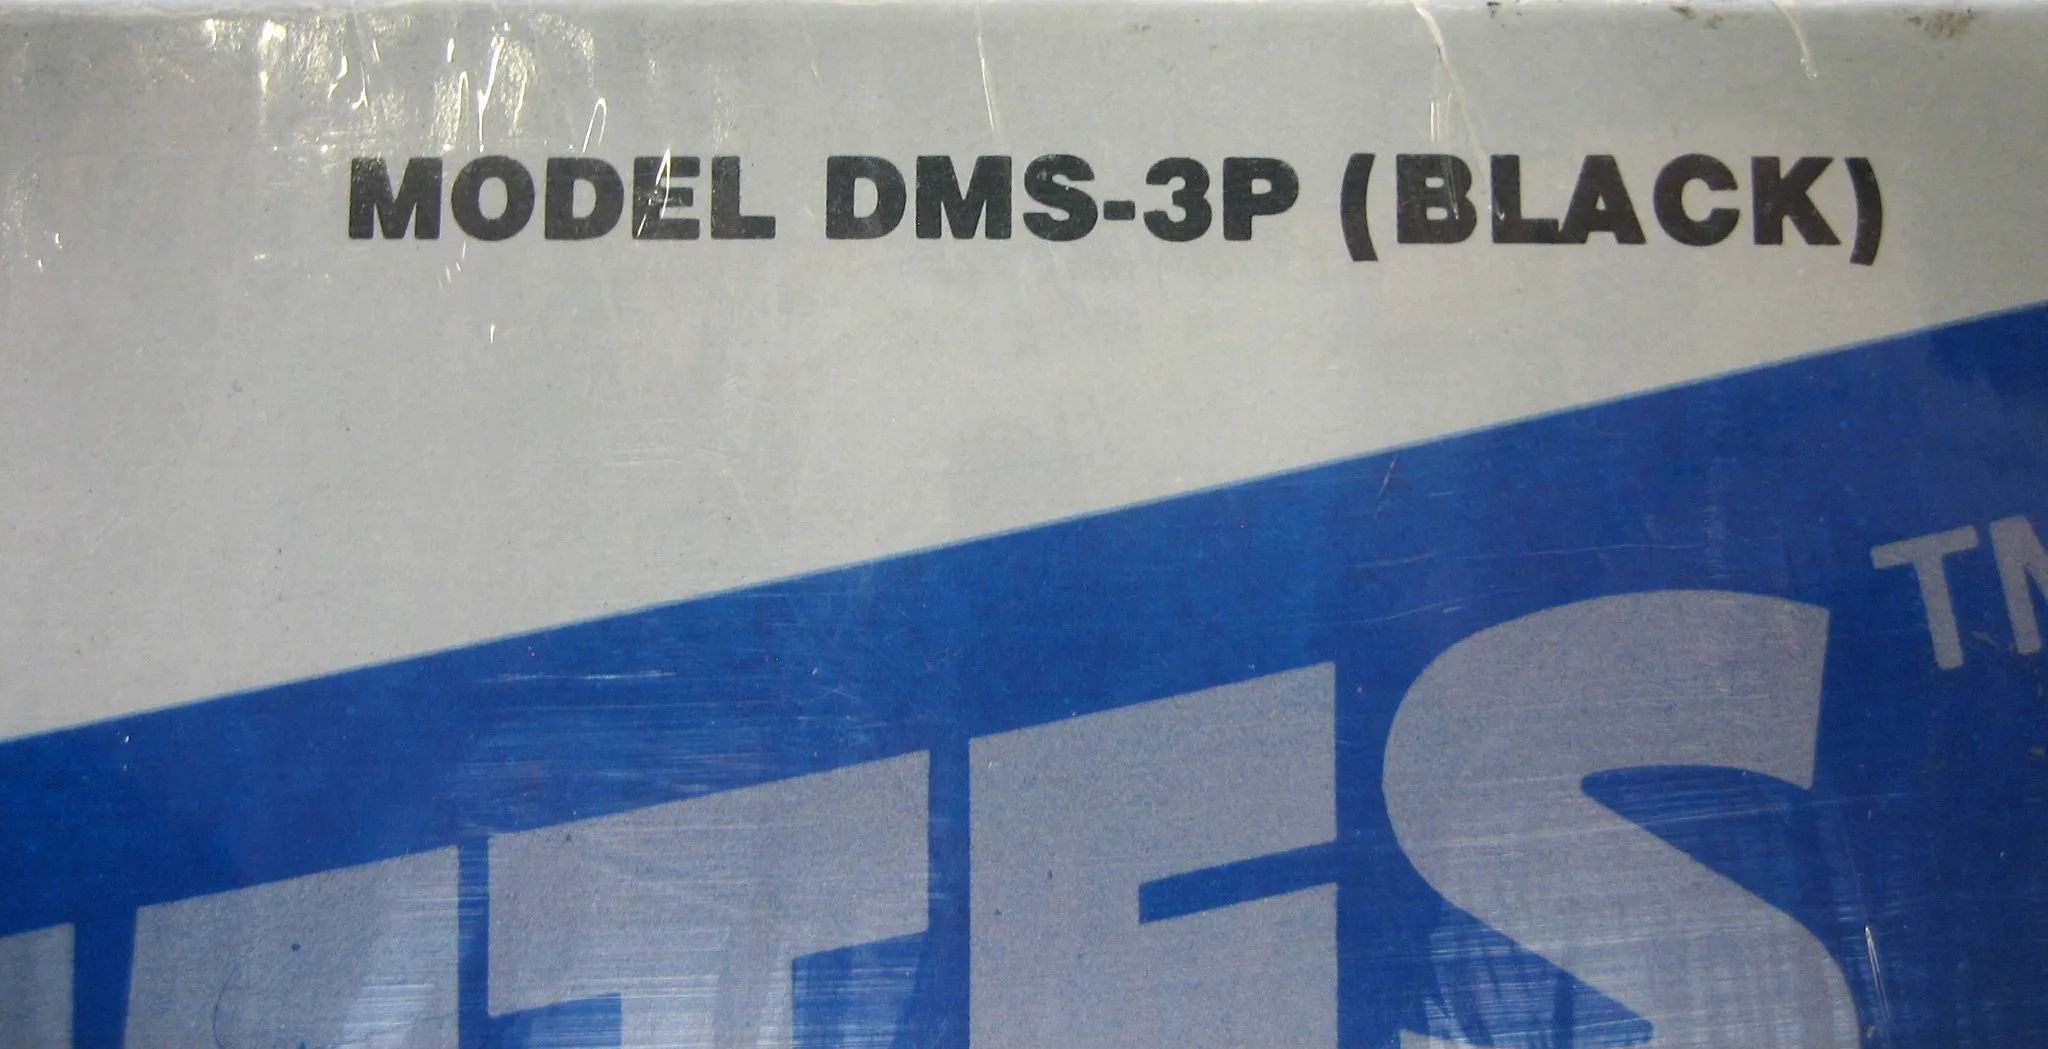 MODEL DMS-3P (BLACK)
TM